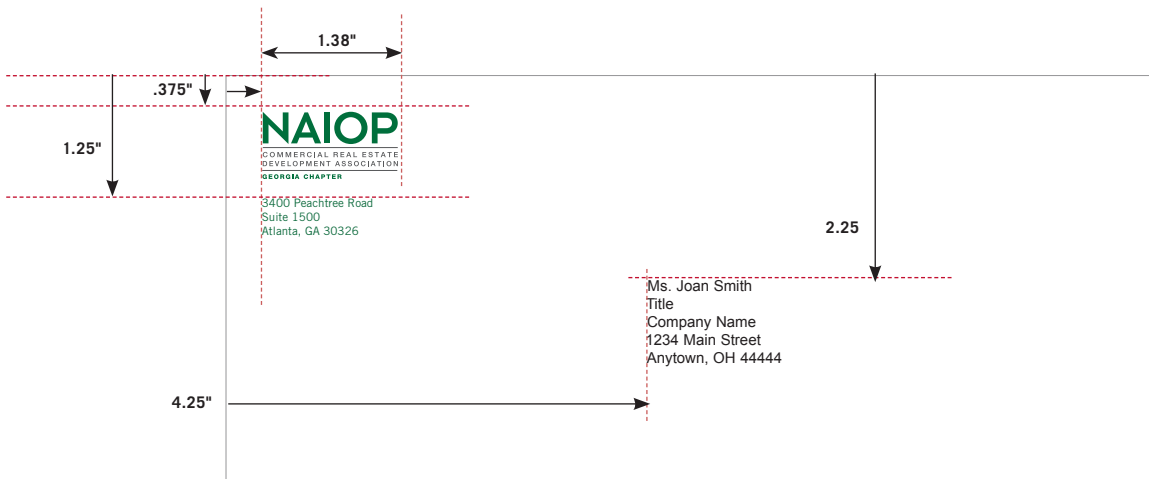 1.38"
.375"
1.25"
NAIOP
COMMERCIAL REAL ESTATE
DEVELOPMENT ASSOCIATION
GEORGIA CHAPTER
3400 Peachtree Road
Suite 1500
Atlanta, GA 30326
2.25
Ms. Joan Smith
Title
Company Name
1234 Main Street
Anytown, OH 44444
4.25"